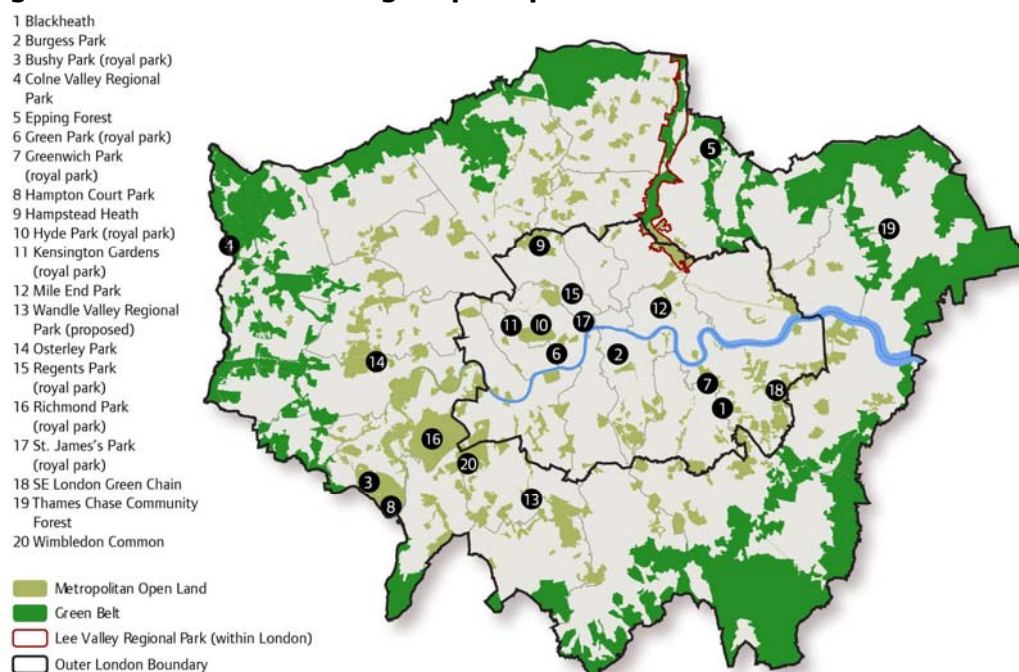 1 Blackheath
2 Burgess Park
3 Bushy Park (royal park)
4 Colne Valley Regional
Park
5 Epping Forest
6 Green Park (royal park)
7 Greenwich Park
(royal park)
8 Hampton Court Park
9 Hampstead Heath
10 Hyde Park (royal park)
11 Kensington Gardens
(royal park)
12 Mile End Park
13 Wandle Valley Regional
Park (proposed)
14 Osterley Park
15 Regents Park
(royal park)
16 Richmond Park
(royal park)
17 St. James's Park
(royal park)
18 SE London Green Chain
19 Thames Chase Community
Forest
20 Wimbledon Common
Metropolitan Open Land
Green Belt
Lee Valley Regional Park (within London)
Outer London Boundary
5
19
4
9
15
12
11
10
17
14
6
2
7
18
1
16
20
3
13
8